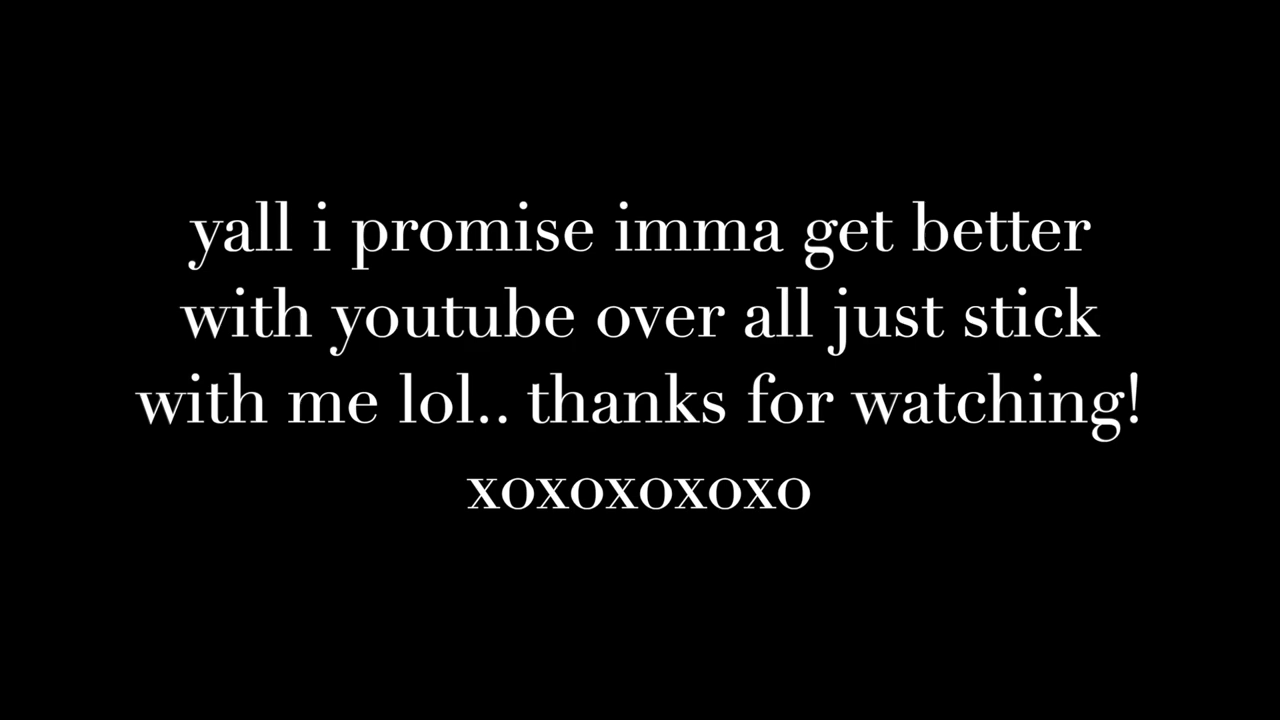 yall i promise imma get better
with youtube over all just stick
with me lol.. thanks for watching!
xoxoxoxoxo